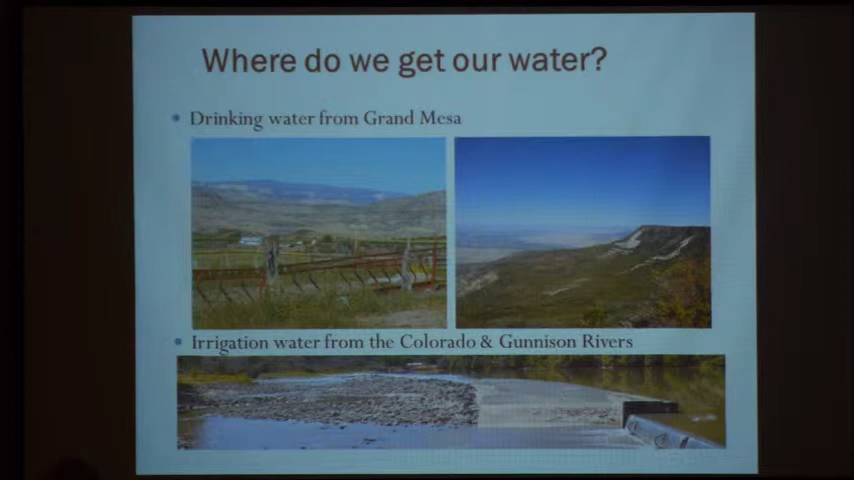 Where do we get our water?
Drinking water from Grand Mesa
Irrigation water from the Colorado & Gunnison Rivers